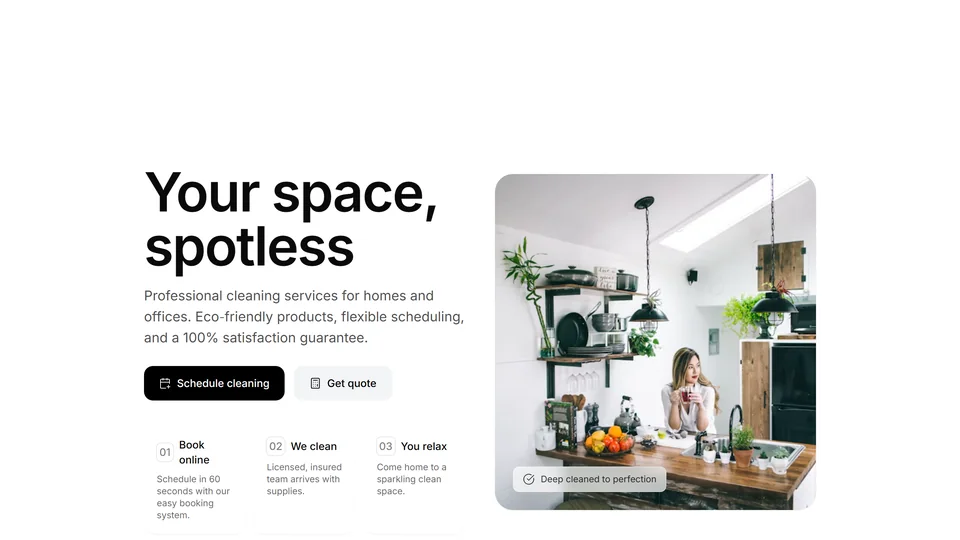 Your space,
spotless
Professional cleaning services for homes and
offices. Eco-friendly products, flexible scheduling,
and a 100% satisfaction guarantee.
Schedule cleaning
Get quote
01
Book
online
Schedule in 60
seconds with our
easy booking
system.
02
We clean
Licensed, insured
team arrives with
supplies.
03
You relax
Come home to a
sparkling clean
space.
Deep cleaned to perfection